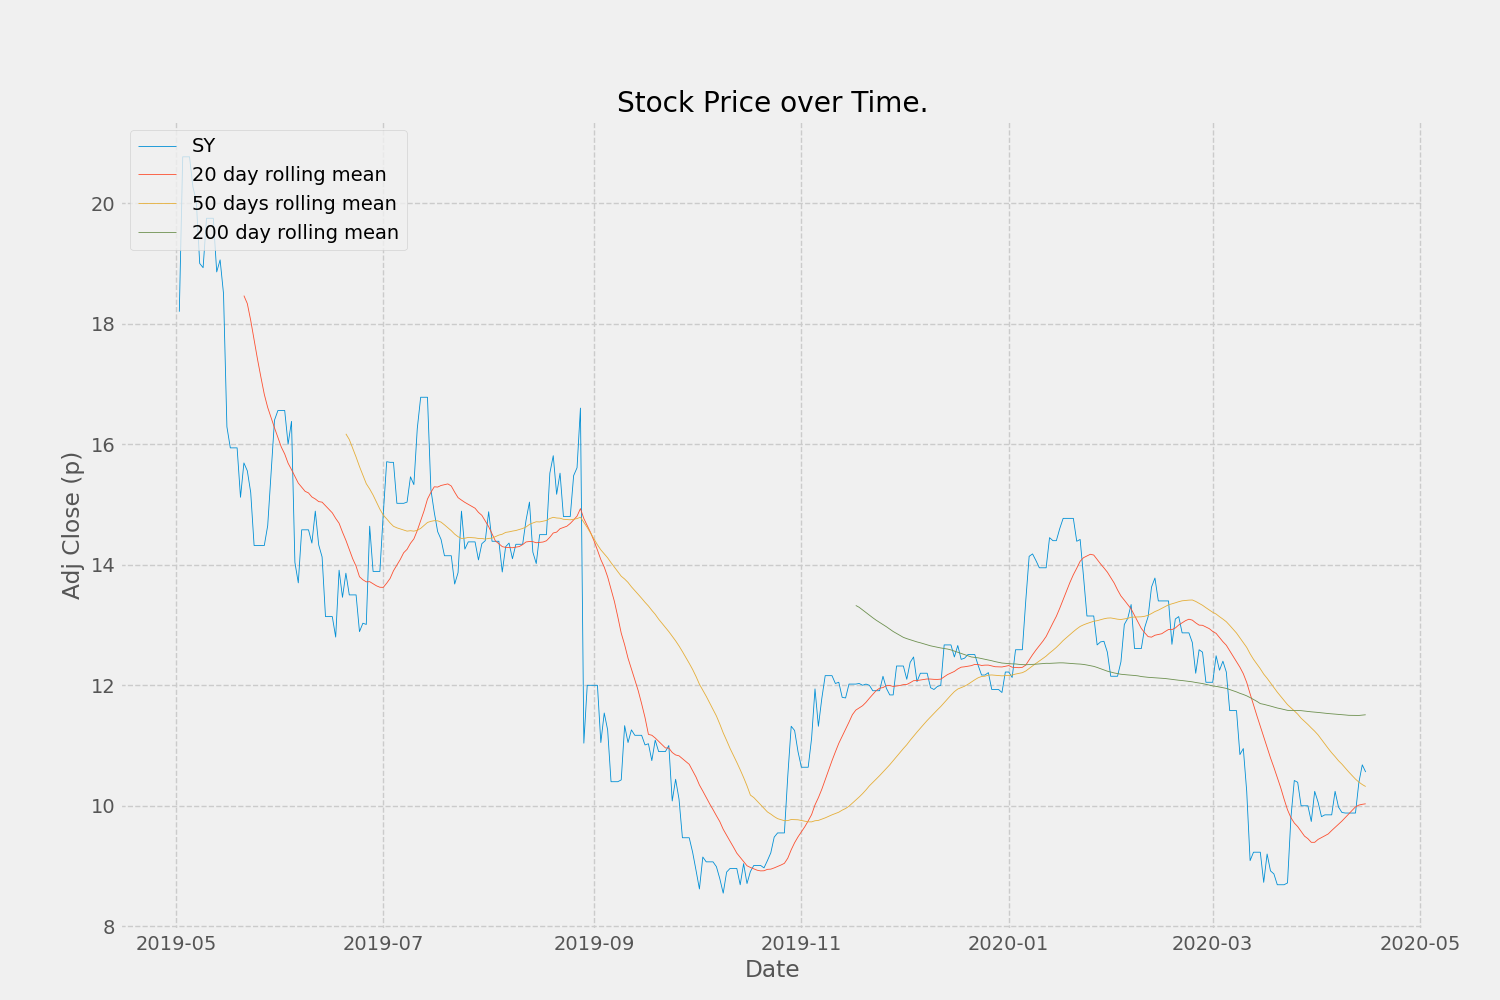 Stock Price over Time.
SY
20 day rolling mean
50 days rolling mean
200 day rolling mean
Adj Close (p)
20
18
16
14
12
10
8
2019-05 2019-07 2019-09 2019-11 2020-01 2020-03 2020-05
Date